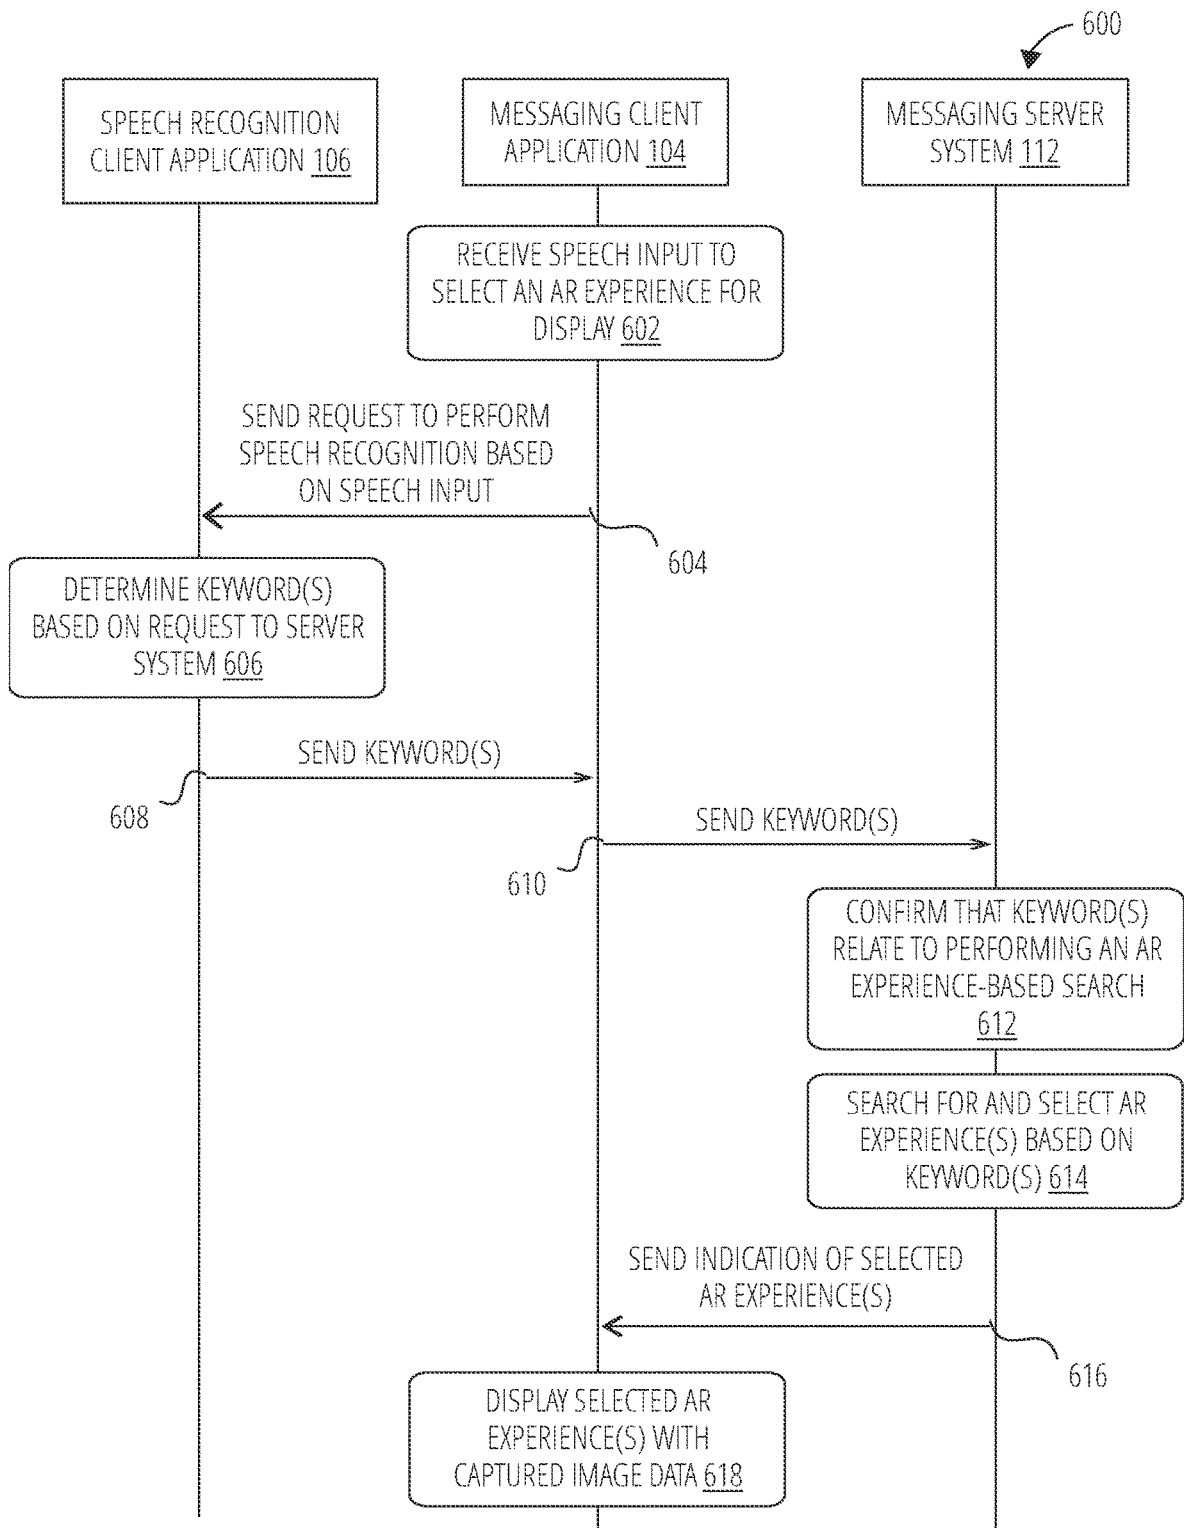 600
SPEECH RECOGNITION
CLIENT APPLICATION 106
MESSAGING CLIENT
APPLICATION 104
MESSAGING SERVER
SYSTEM 112
RECEIVE SPEECH INPUT TO
SELECT AN AR EXPERIENCE FOR
DISPLAY 602
SEND REQUEST TO PERFORM
SPEECH RECOGNITION BASED
ON SPEECH INPUT
604
DETERMINE KEYWORD(S)
BASED ON REQUEST TO SERVER
SYSTEM 606
SEND KEYWORD(S)
608
SEND KEYWORD(S)
610
CONFIRM THAT KEYWORD(S)
RELATE TO PERFORMING AN AR
EXPERIENCE-BASED SEARCH
612
SEARCH FOR AND SELECT AR
EXPERIENCE(S) BASED ON
KEYWORD(S) 614
SEND INDICATION OF SELECTED
AR EXPERIENCE(S)
616
DISPLAY SELECTED AR
EXPERIENCE(S) WITH
CAPTURED IMAGE DATA 618